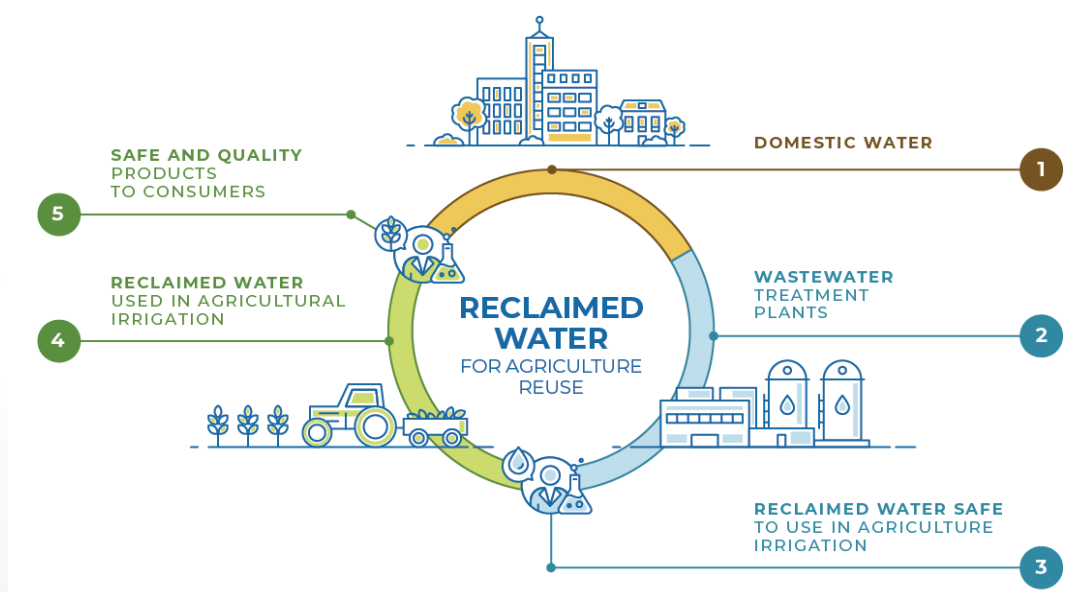 DOMESTIC WATER
1
WASTEWATER
TREATMENT
PLANTS
2
RECLAIMED WATER SAFE
TO USE IN AGRICULTURE
IRRIGATION
3
RECLAIMED WATER
USED IN AGRICULTURAL
IRRIGATION
4
SAFE AND QUALITY
PRODUCTS
TO CONSUMERS
5
RECLAIMED
WATER
FOR AGRICULTURE
REUSE